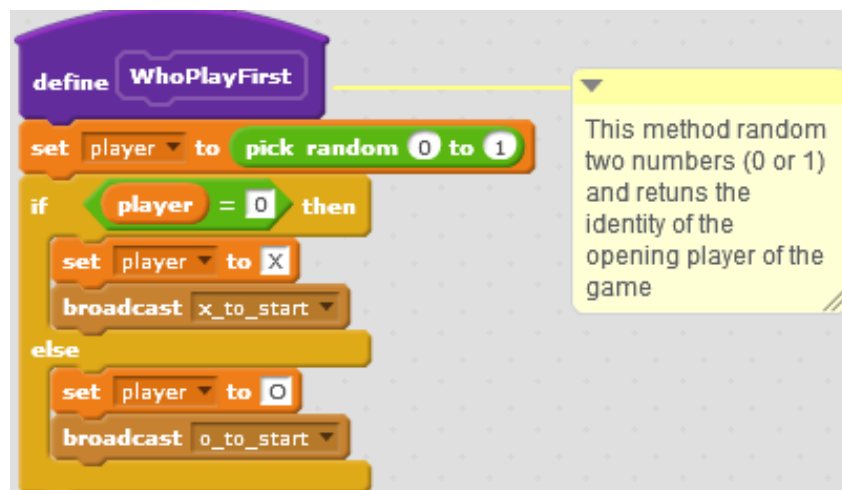 define WhoPlayFirst
set player to pick random 0 to 1
if player = 0 then
set player to X
broadcast x_to_start
else
set player to O
broadcast o_to_start
This method random
two numbers (0 or 1)
and retuns the
identity of the
opening player of the
game